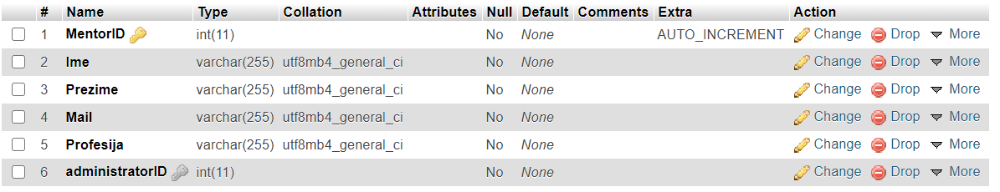 # Name Type Collation Attributes Null Default Comments Extra Action
1 MentorID int(11) No None AUTO_INCREMENT Change Drop More
2 Ime varchar(255) utf8mb4_general_ci No None Change Drop More
3 Prezime varchar(255) utf8mb4_general_ci No None Change Drop More
4 Mail varchar(255) utf8mb4_general_ci No None Change Drop More
5 Profesija varchar(255) utf8mb4_general_ci No None Change Drop More
6 administratorID int(11) No None Change Drop More